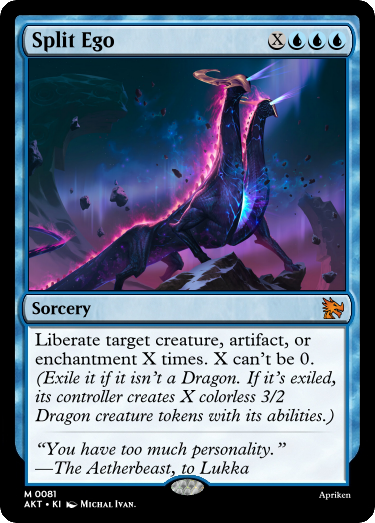 Split Ego X
Sorcery
Liberate target creature, artifact, or
enchantment X times. X can't be 0.
(Exile it if it isn't a Dragon. If it's exiled,
its controller creates X colorless 3/2
Dragon creature tokens with its abilities.)
“You have too much personality.”
—The Aetherbeast, to Lukka
M 0081
Apriken
AKT • KI Michal Ivan.